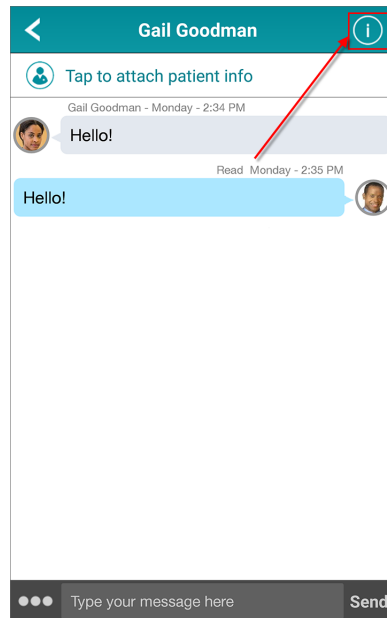 Gail Goodman
i
Tap to attach patient info
Gail Goodman - Monday - 2:34 PM
Hello!
Read Monday - 2:35 PM
Hello!
Type your message here
Send